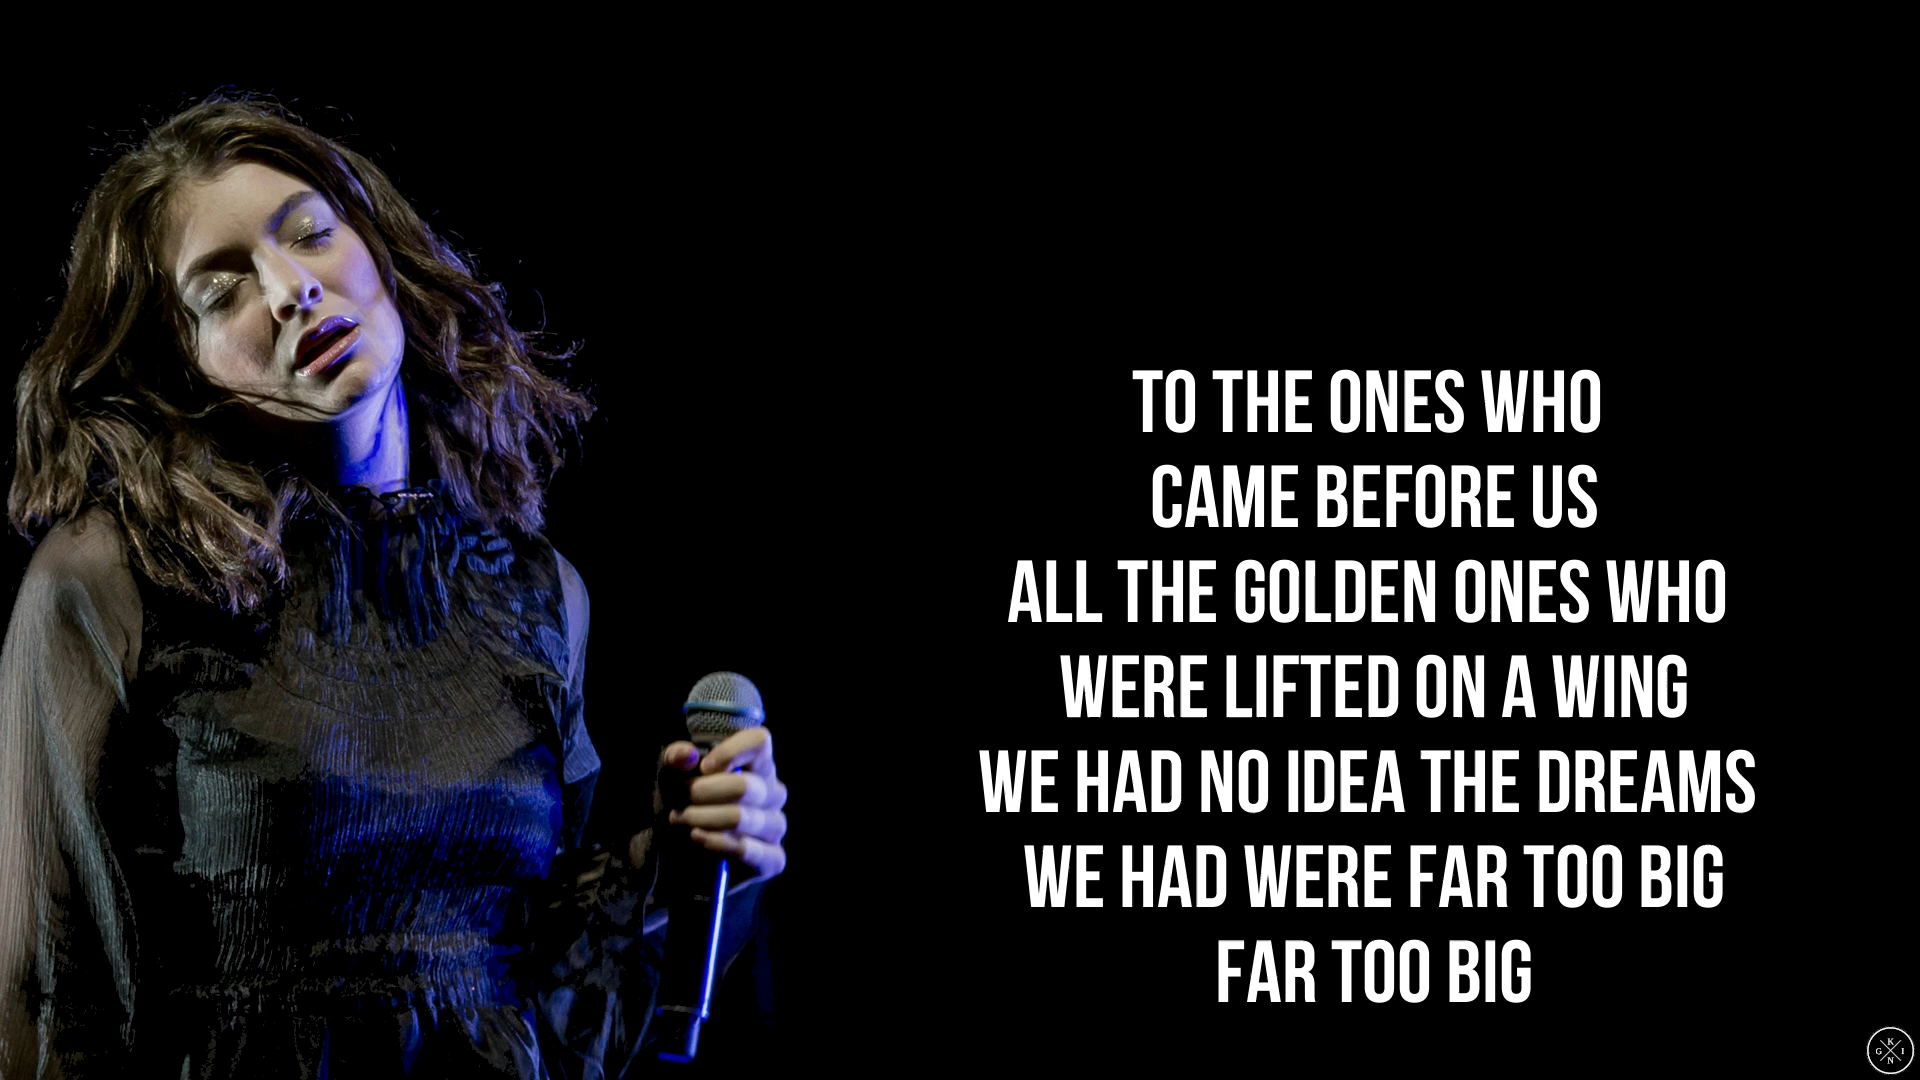 TO THE ONES WHO
CAME BEFORE US
ALL THE GOLDEN ONES WHO
WERE LIFTED ON A WING
WE HAD NO IDEA THE DREAMS
WE HAD WERE FAR TOO BIG
FAR TOO BIG
K
G I
N